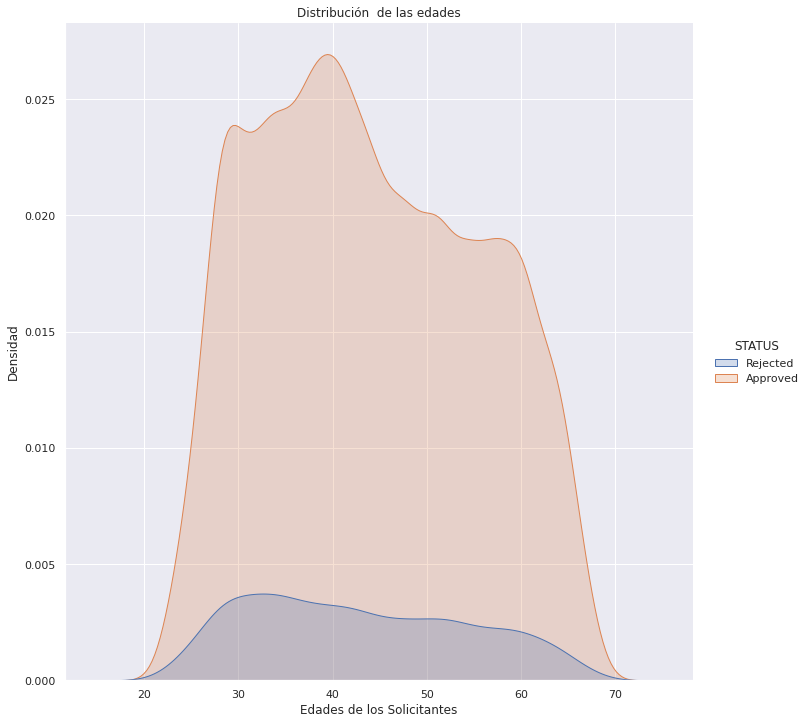 Distribución  de las edades
0.025
0.020
0.015
0.010
0.005
0.000
Densidad
20 30 40 50 60 70
Edades de los Solicitantes
STATUS
Rejected
Approved